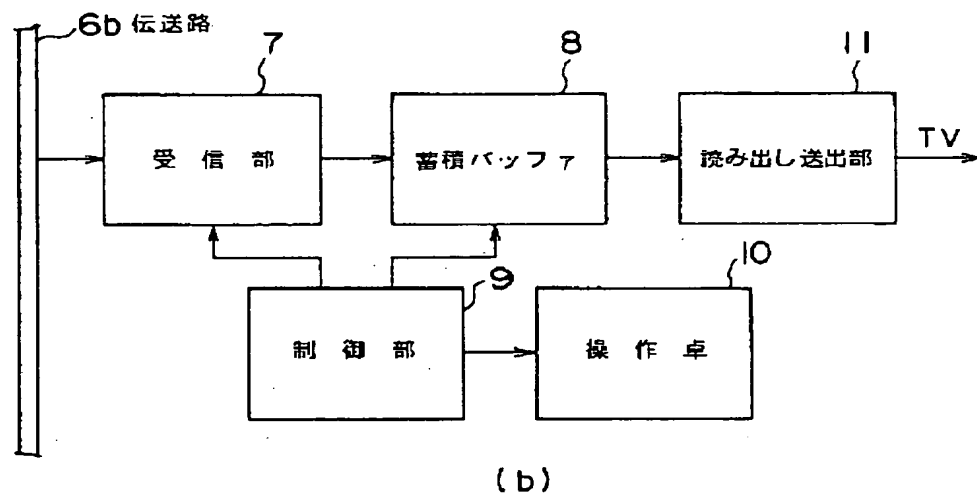 6b 伝送路
7
8
11
受信部
蓄積バッファ
読み出し送出部
TV
9
10
制御部
操作卓
(b)